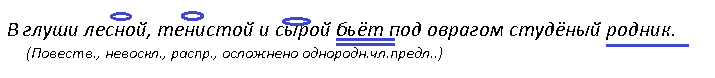 В глуши лесной, тенистой и сырой бьёт под оврагом студёный родник.
(Повеств., невоскл., распр., осложнено однородн.чл.предл..)